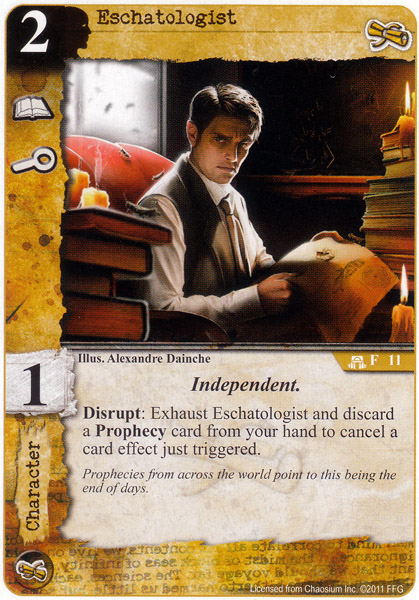 2
Eschatologist
Illus. Alexandre Dainche
F 11
1
Independent.
Disrupt: Exhaust Eschatologist and discard
a Prophecy card from your hand to cancel a
card effect just triggered.
Prophecies from across the world point to this being the
end of days.
Character
Licensed from Chaosium Inc. ©2011 FFG